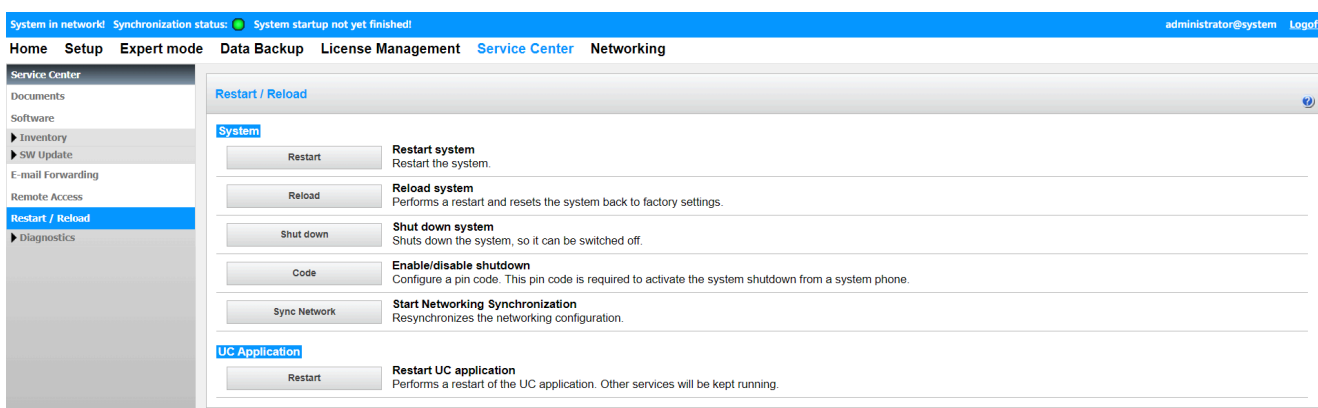 System in network! Synchronization status: System startup not yet finished! administrator@system Logoff
Home Setup Expert mode Data Backup License Management Service Center Networking
Service Center
Documents
Software
Inventory
SW Update
E-mail Forwarding
Remote Access
Restart / Reload
Diagnostics
Restart / Reload
System
Restart
Restart system
Restart the system.
Reload
Reload system
Performs a restart and resets the system back to factory settings.
Shut down
Shut down system
Shuts down the system, so it can be switched off.
Code
Enable/disable shutdown
Configure a pin code. This pin code is required to activate the system shutdown from a system phone.
Sync Network
Start Networking Synchronization
Resynchronizes the networking configuration.
UC Application
Restart
Restart UC application
Performs a restart of the UC application. Other services will be kept running.